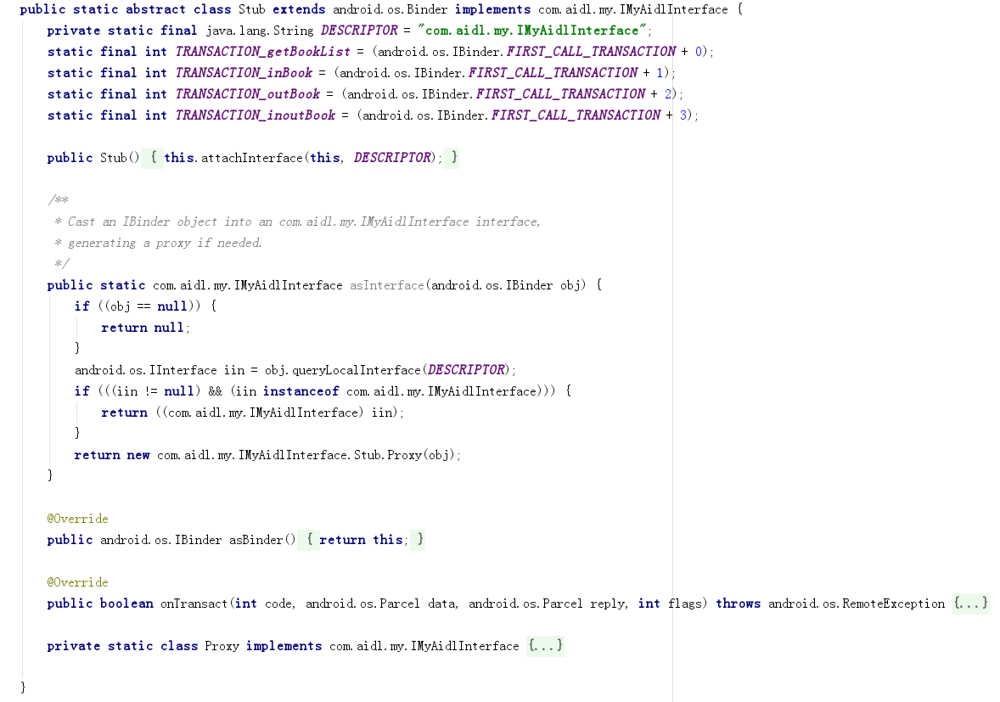 public static abstract class Stub extends android.os.Binder implements com.aidl.my.IMyAidlInterface {
    private static final java.lang.String DESCRIPTOR = "com.aidl.my.IMyAidlInterface";
    static final int TRANSACTION_getBookList = (android.os.IBinder.FIRST_CALL_TRANSACTION + 0);
    static final int TRANSACTION_inBook = (android.os.IBinder.FIRST_CALL_TRANSACTION + 1);
    static final int TRANSACTION_outBook = (android.os.IBinder.FIRST_CALL_TRANSACTION + 2);
    static final int TRANSACTION_inoutBook = (android.os.IBinder.FIRST_CALL_TRANSACTION + 3);

    public Stub() { this.attachInterface(this, DESCRIPTOR); }

    /**
     * Cast an IBinder object into an com.aidl.my.IMyAidlInterface interface,
     * generating a proxy if needed.
     */
    public static com.aidl.my.IMyAidlInterface asInterface(android.os.IBinder obj) {
        if ((obj == null)) {
            return null;
        }
        android.os.IInterface iin = obj.queryLocalInterface(DESCRIPTOR);
        if (((iin != null) && (iin instanceof com.aidl.my.IMyAidlInterface))) {
            return ((com.aidl.my.IMyAidlInterface) iin);
        }
        return new com.aidl.my.IMyAidlInterface.Stub.Proxy(obj);
    }

    @Override
    public android.os.IBinder asBinder() { return this; }

    @Override
    public boolean onTransact(int code, android.os.Parcel data, android.os.Parcel reply, int flags) throws android.os.RemoteException {...}

    private static class Proxy implements com.aidl.my.IMyAidlInterface {...}

}